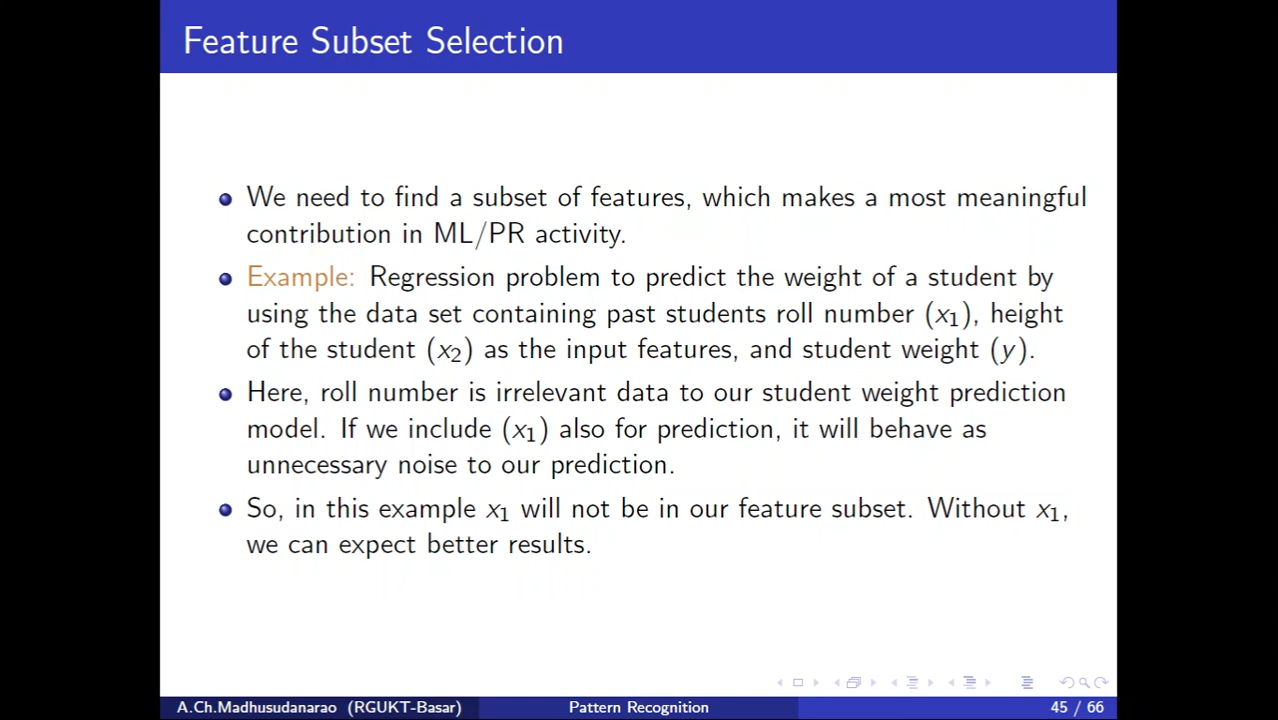 Feature Subset Selection
We need to find a subset of features, which makes a most meaningful
contribution in ML/PR activity.
Example: Regression problem to predict the weight of a student by
using the data set containing past students roll number (x₁), height
of the student (x₂) as the input features, and student weight (y).
Here, roll number is irrelevant data to our student weight prediction
model. If we include (x₁) also for prediction, it will behave as
unnecessary noise to our prediction.
So, in this example x₁ will not be in our feature subset. Without x₁,
we can expect better results.
A.Ch.Madhusudanarao (RGUKT-Basar) Pattern Recognition 45 / 66